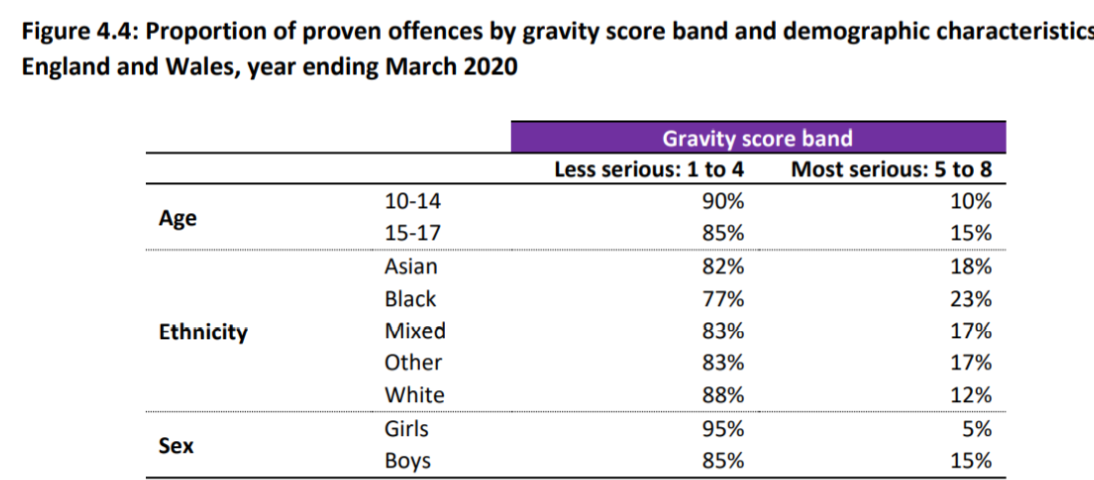 Figure 4.4: Proportion of proven offences by gravity score band and demographic characteristics
England and Wales, year ending March 2020
Gravity score band
Less serious: 1 to 4 Most serious: 5 to 8
Age
10-14 90% 10%
15-17 85% 15%
Ethnicity
Asian 82% 18%
Black 77% 23%
Mixed 83% 17%
Other 83% 17%
White 88% 12%
Sex
Girls 95% 5%
Boys 85% 15%